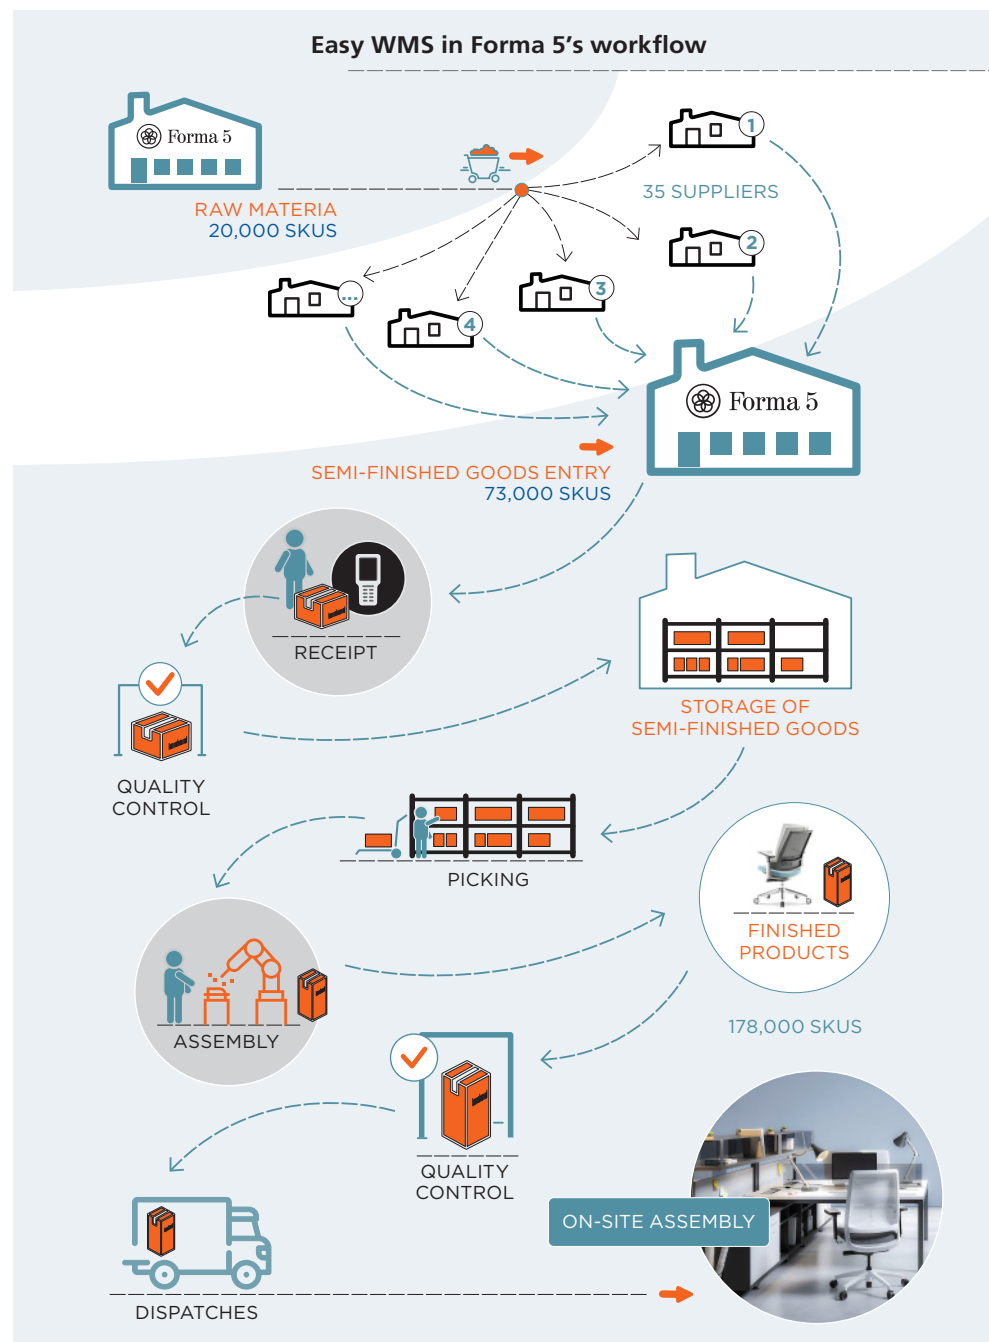 Easy WMS in Forma 5’s workflow
Forma 5
1
35 SUPPLIERS
RAW MATERIA
20,000 SKUS
2
3
...
4
Forma 5
SEMI-FINISHED GOODS ENTRY
73,000 SKUS
RECEIPT
STORAGE OF
SEMI-FINISHED GOODS
QUALITY
CONTROL
PICKING
FINISHED
PRODUCTS
178,000 SKUS
ASSEMBLY
QUALITY
CONTROL
ON-SITE ASSEMBLY
DISPATCHES